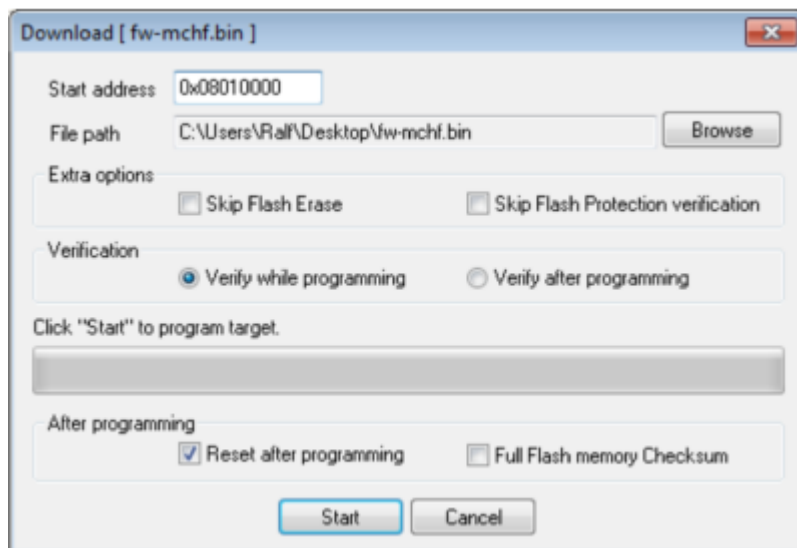 Download [ fw-mchf.bin ]
Start address 0x08010000
File path C:\Users\Ralf\Desktop\fw-mchf.bin Browse
Extra options
Skip Flash Erase Skip Flash Protection verification
Verification
Verify while programming Verify after programming
Click "Start" to program target.
After programming
Reset after programming Full Flash memory Checksum
Start Cancel